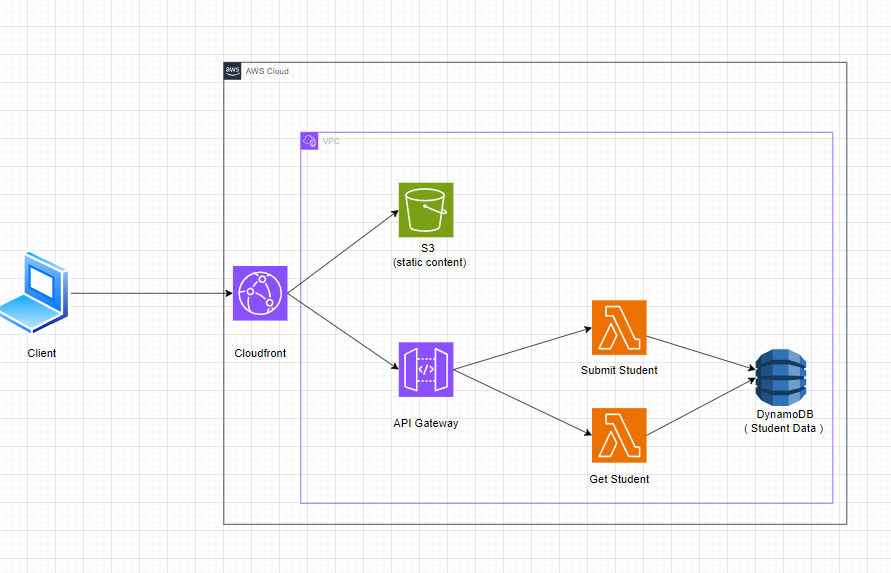 aws AWS Cloud
VPC
S3
(static content)
Client
Cloudfront
API Gateway
</>
Submit Student
Get Student
DynamoDB
( Student Data )